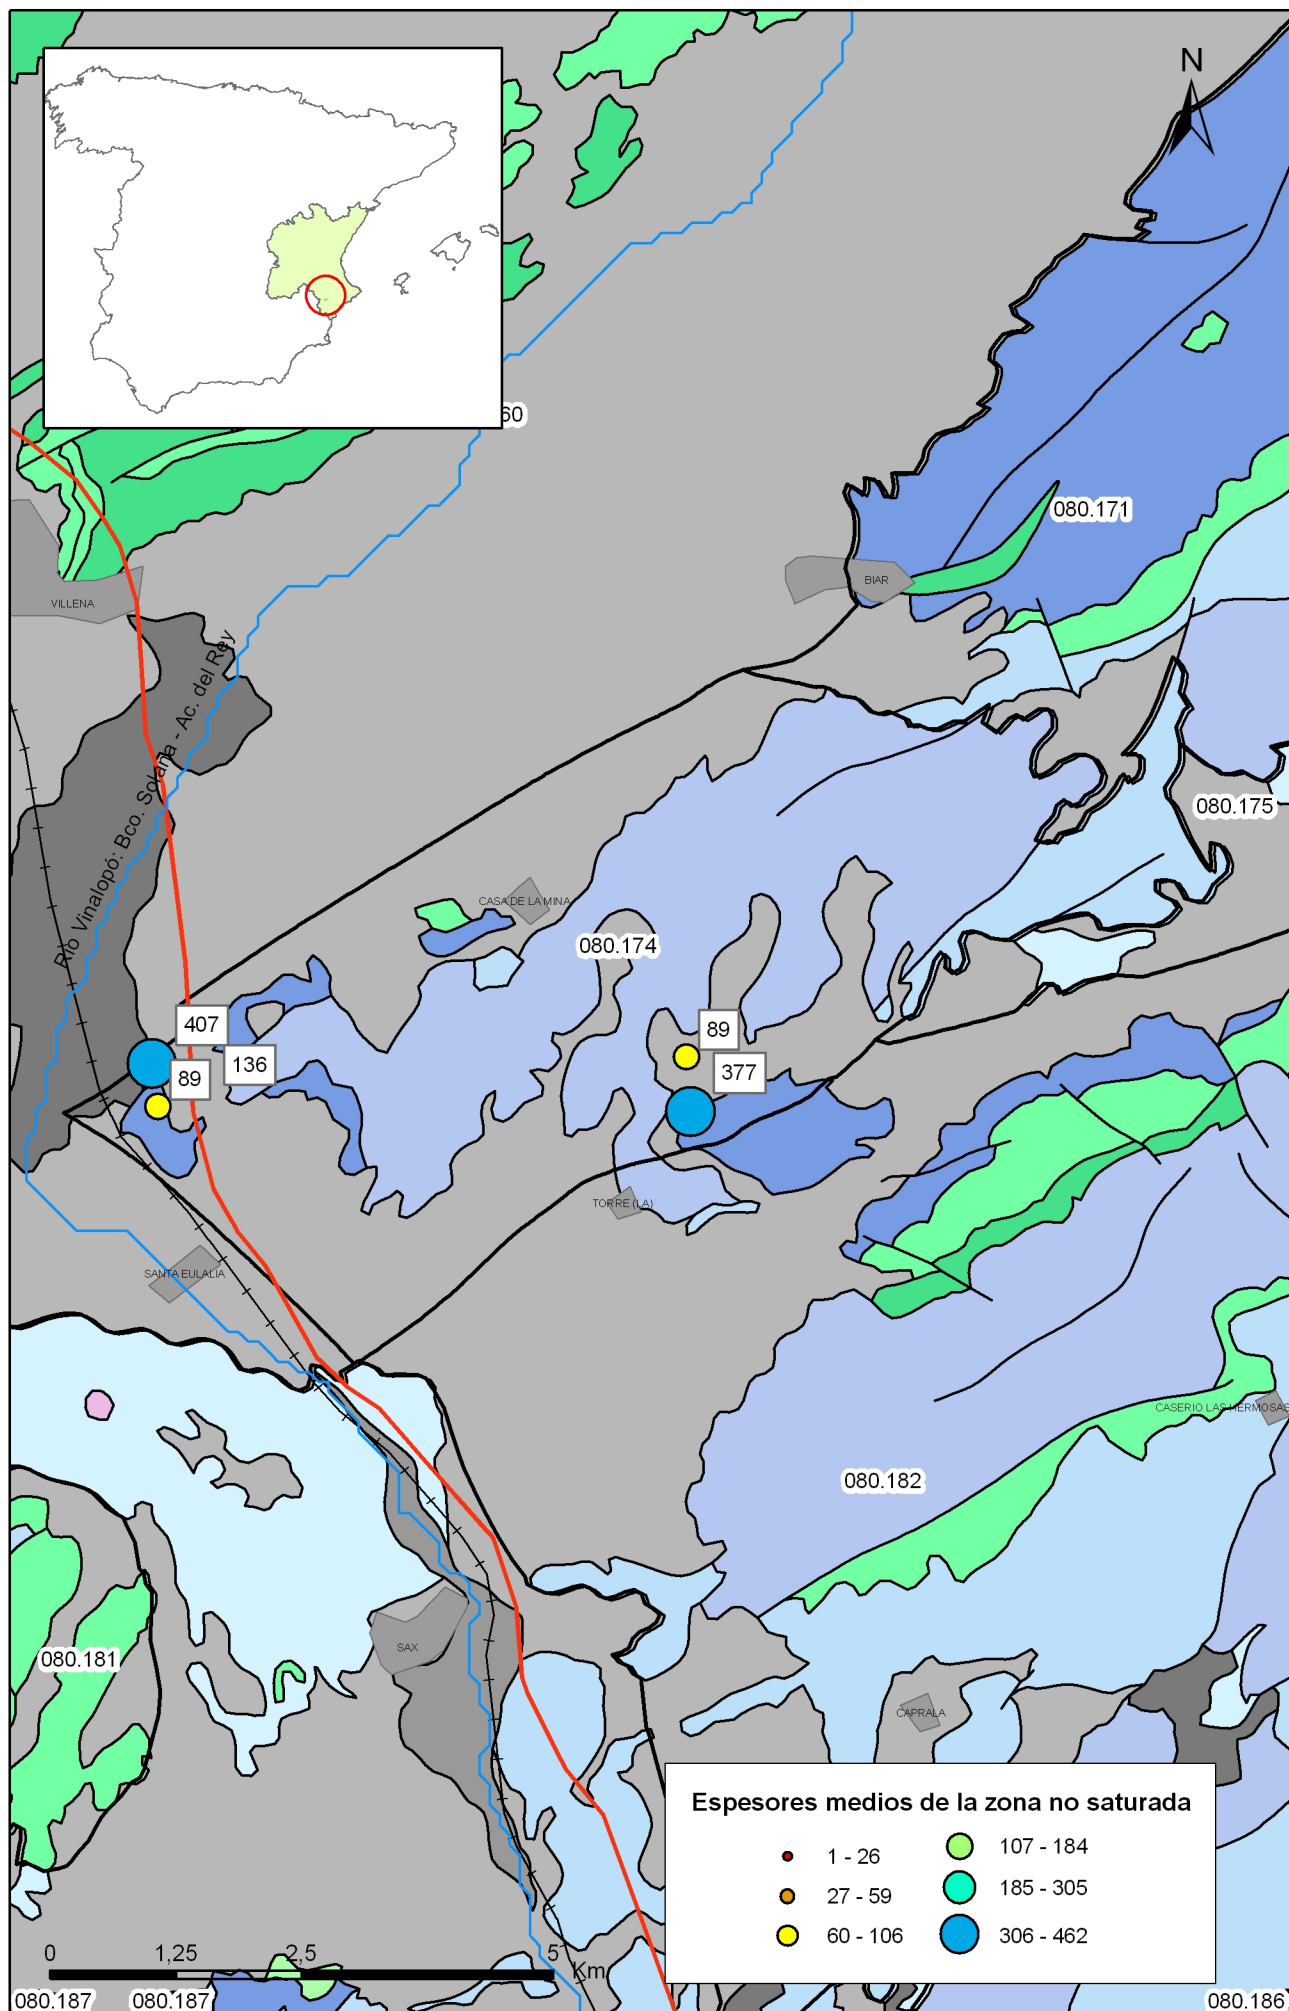 N
60
080.171
BIAR
VILLENA
Río Vinalopó: Bco. Solana - Ac. del Rey
080.175
CASA DE LA MINA
080.174
407
89
136
89
377
TORRE (LA)
SANTA EULALIA
CASERIO LAS HERMOSAS
080.182
SAX
080.181
CAPRALA
Espesores medios de la zona no saturada
1 - 26
27 - 59
60 - 106
107 - 184
185 - 305
306 - 462
0 1,25 2,5 5
Km
080.187 080.187
080.186